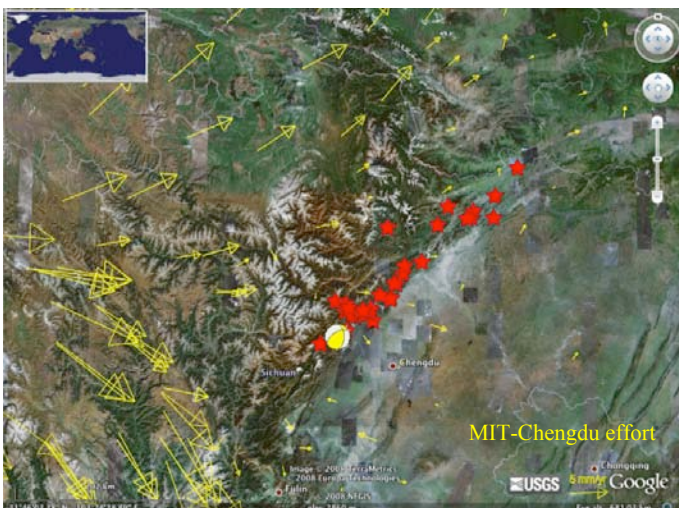 Sichuan
Chengdu
MIT-Chengdu effort
Image © 2008 TerraMetrics
© 2008 Europa Technologies
2008 NFGIS
Fulin
Chongqing
USGS 5 mm/yr Google